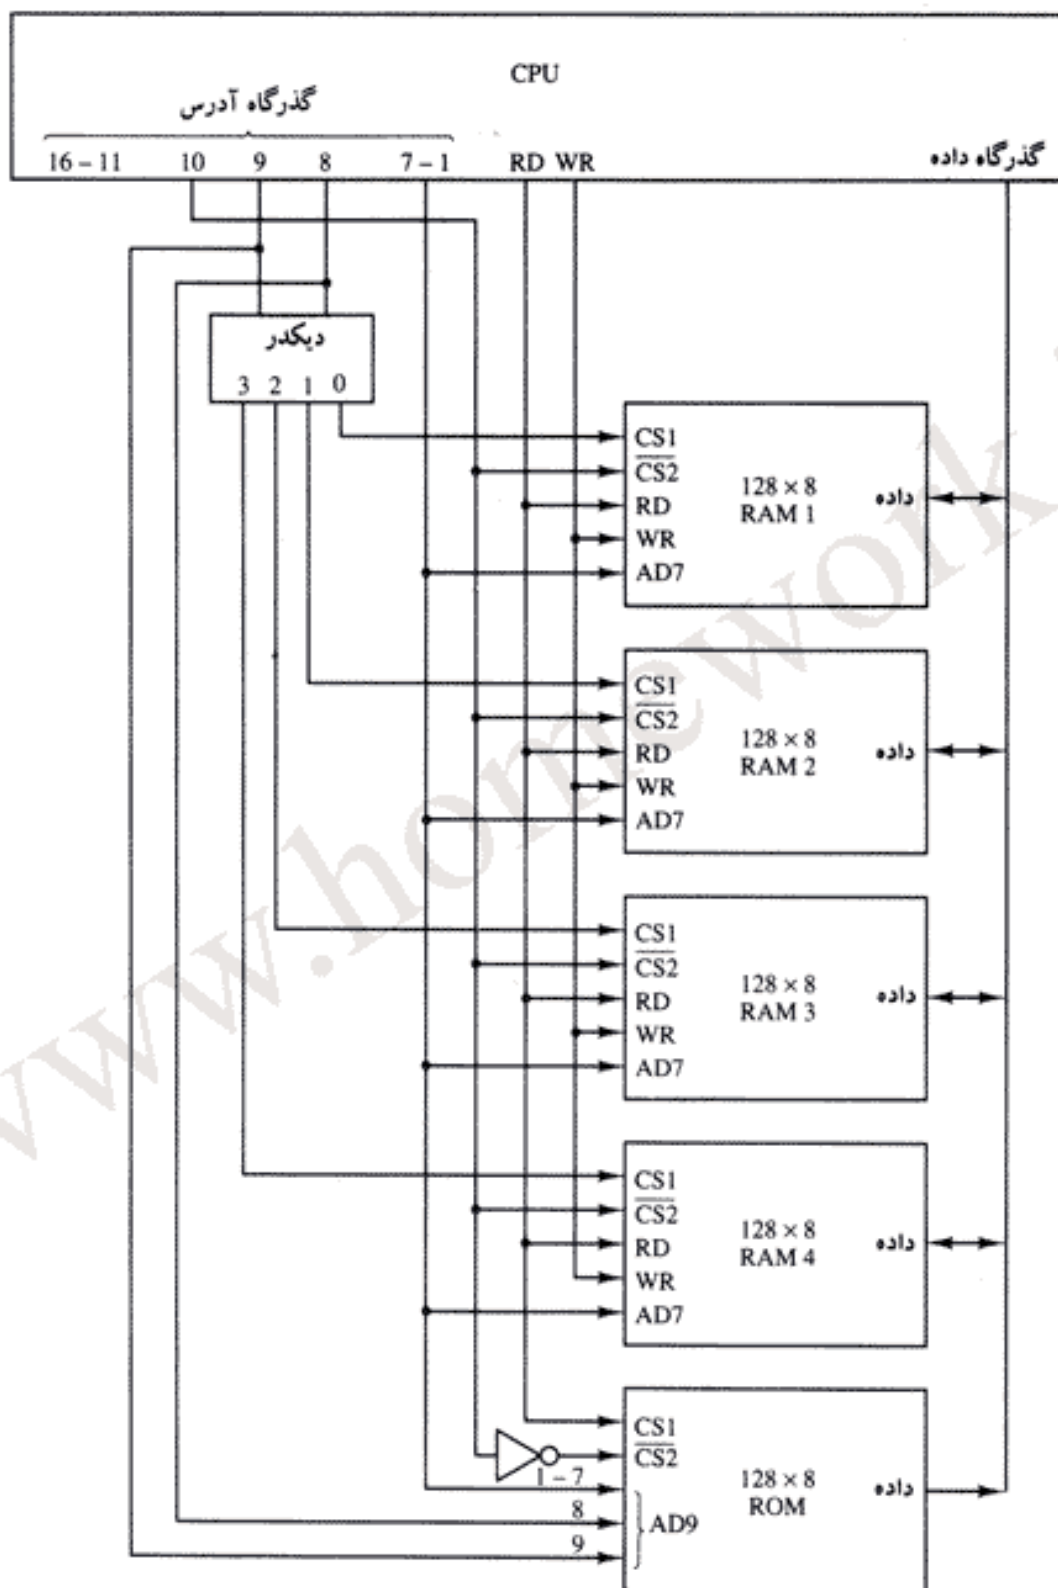 CPU
گذرگاه آدرس
16 – 11 10 9 8 7 – 1 RD WR گذرگاه داده
دیکدر
3 2 1 0
CS1
CS2
RD
WR
AD7
128 × 8
RAM 1
داده
CS1
CS2
RD
WR
AD7
128 × 8
RAM 2
داده
CS1
CS2
RD
WR
AD7
128 × 8
RAM 3
داده
CS1
CS2
RD
WR
AD7
128 × 8
RAM 4
داده
CS1
CS2
1 – 7
8
9
AD9
128 × 8
ROM
داده
www.homework